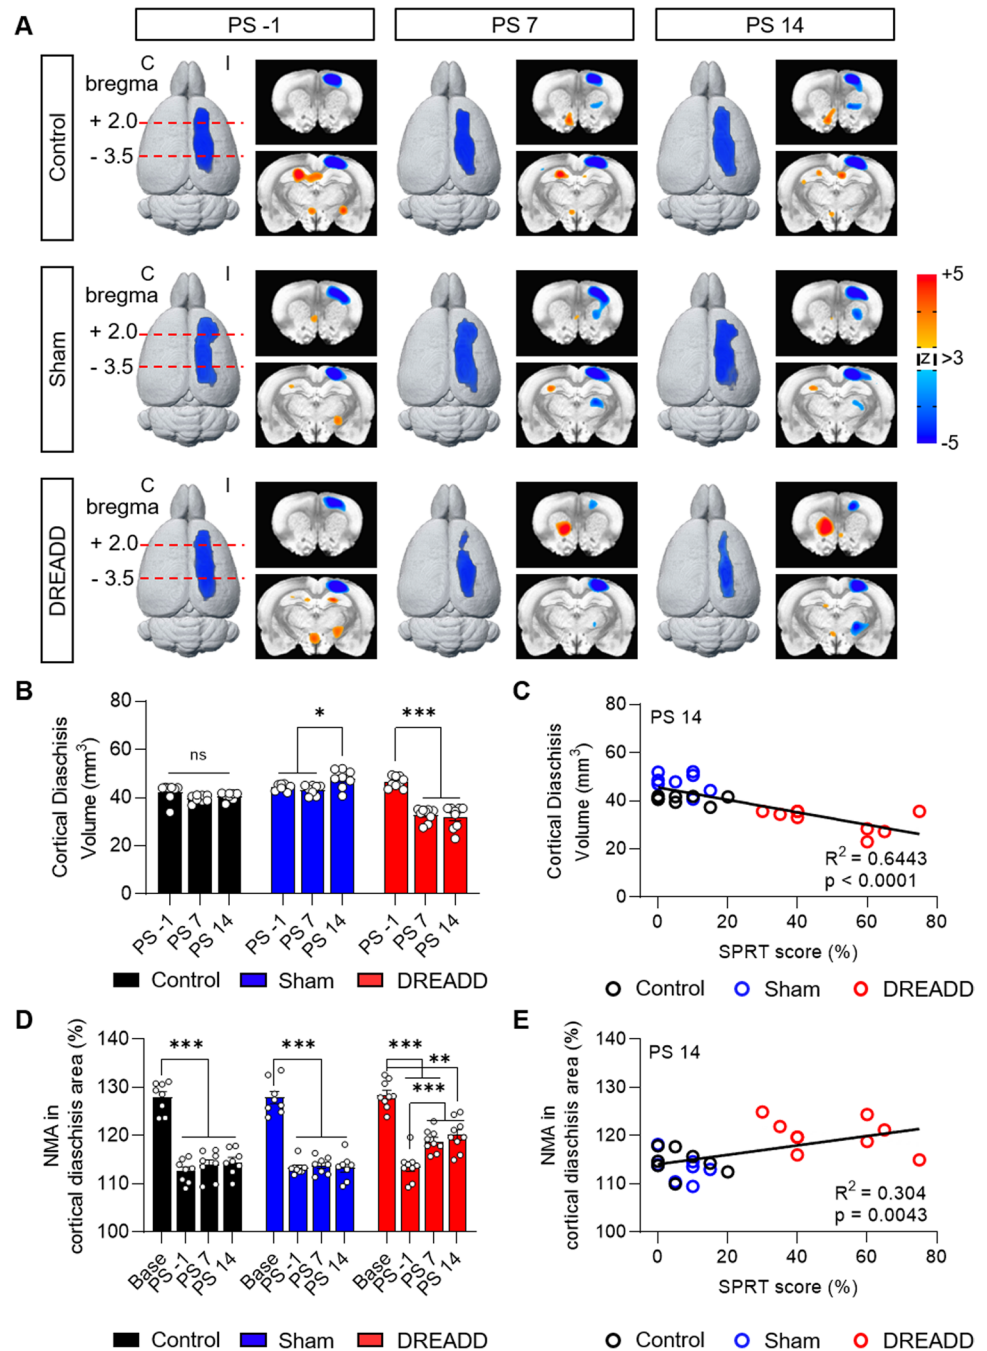 A
PS -1
PS 7
PS 14
Control
C I
bregma
+ 2.0
- 3.5
Sham
C I
bregma
+ 2.0
- 3.5
+5
|Z| >3
-5
DREADD
C I
bregma
+ 2.0
- 3.5
B
Cortical Diaschisis
Volume (mm³)
80
60
40
20
0
ns
*
***
PS -1
PS 7
PS 14
PS -1
PS 7
PS 14
PS -1
PS 7
PS 14
Control Sham DREADD
C
Cortical Diaschisis
Volume (mm³)
80
60
40
20
0
PS 14
R² = 0.6443
p < 0.0001
0 20 40 60 80
SPRT score (%)
Control Sham DREADD
D
NMA in
cortical diaschisis area (%)
140
130
120
110
100
***
***
***
**
***
Base
PS -1
PS 7
PS 14
Base
PS -1
PS 7
PS 14
Base
PS -1
PS 7
PS 14
Control Sham DREADD
E
NMA in
cortical diaschisis area (%)
140
130
120
110
100
PS 14
R² = 0.304
p = 0.0043
0 20 40 60 80
SPRT score (%)
Control Sham DREADD